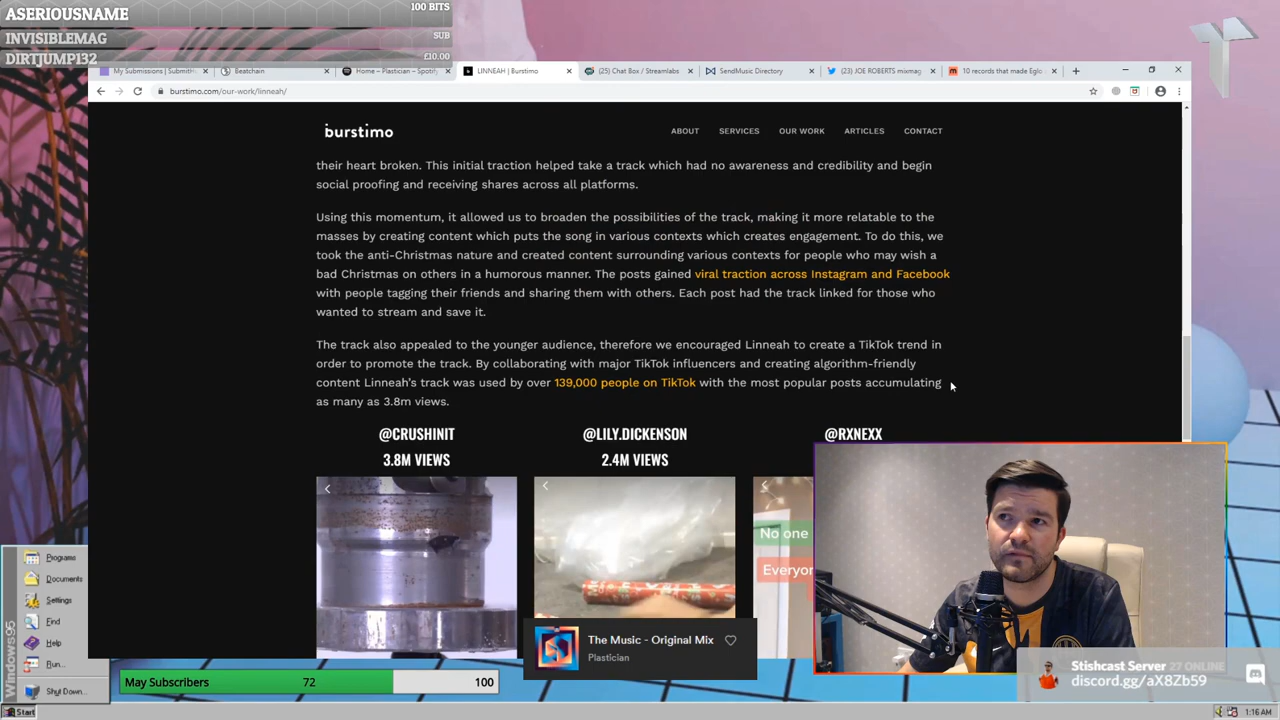 ASERIOUSNAME
100 BITS
INVISIBLEMAG
SUB
DIRTJUMP132
£10.00
My Submissions | SubmitH
Beatchain
Home – Plastician – Spotify
LINNEAH | Burstimo
(25) Chat Box / Streamlabs
SendMusic Directory
(23) JOE ROBERTS mixmag
10 records that made Eglo
burstimo.com/our-work/linneah/
burstimo
ABOUT
SERVICES
OUR WORK
ARTICLES
CONTACT
their heart broken. This initial traction helped take a track which had no awareness and credibility and begin
social proofing and receiving shares across all platforms.
Using this momentum, it allowed us to broaden the possibilities of the track, making it more relatable to the
masses by creating content which puts the song in various contexts which creates engagement. To do this, we
took the anti-Christmas nature and created content surrounding various contexts for people who may wish a
bad Christmas on others in a humorous manner. The posts gained viral traction across Instagram and Facebook
with people tagging their friends and sharing them with others. Each post had the track linked for those who
wanted to stream and save it.
The track also appealed to the younger audience, therefore we encouraged Linneah to create a TikTok trend in
order to promote the track. By collaborating with major TikTok influencers and creating algorithm-friendly
content Linneah's track was used by over 139,000 people on TikTok with the most popular posts accumulating
as many as 3.8m views.
@CRUSHINIT
@LILY.DICKENSON
@RXNEXX
3.8M VIEWS
2.4M VIEWS
No one
Everyon
Programs
Documents
Settings
Find
Help
Run...
Shut Down...
Windows95
The Music - Original Mix
Plastician
May Subscribers
72
100
Stishcast Server 27 ONLINE
discord.gg/aX8Zb59
Start
1:16 AM